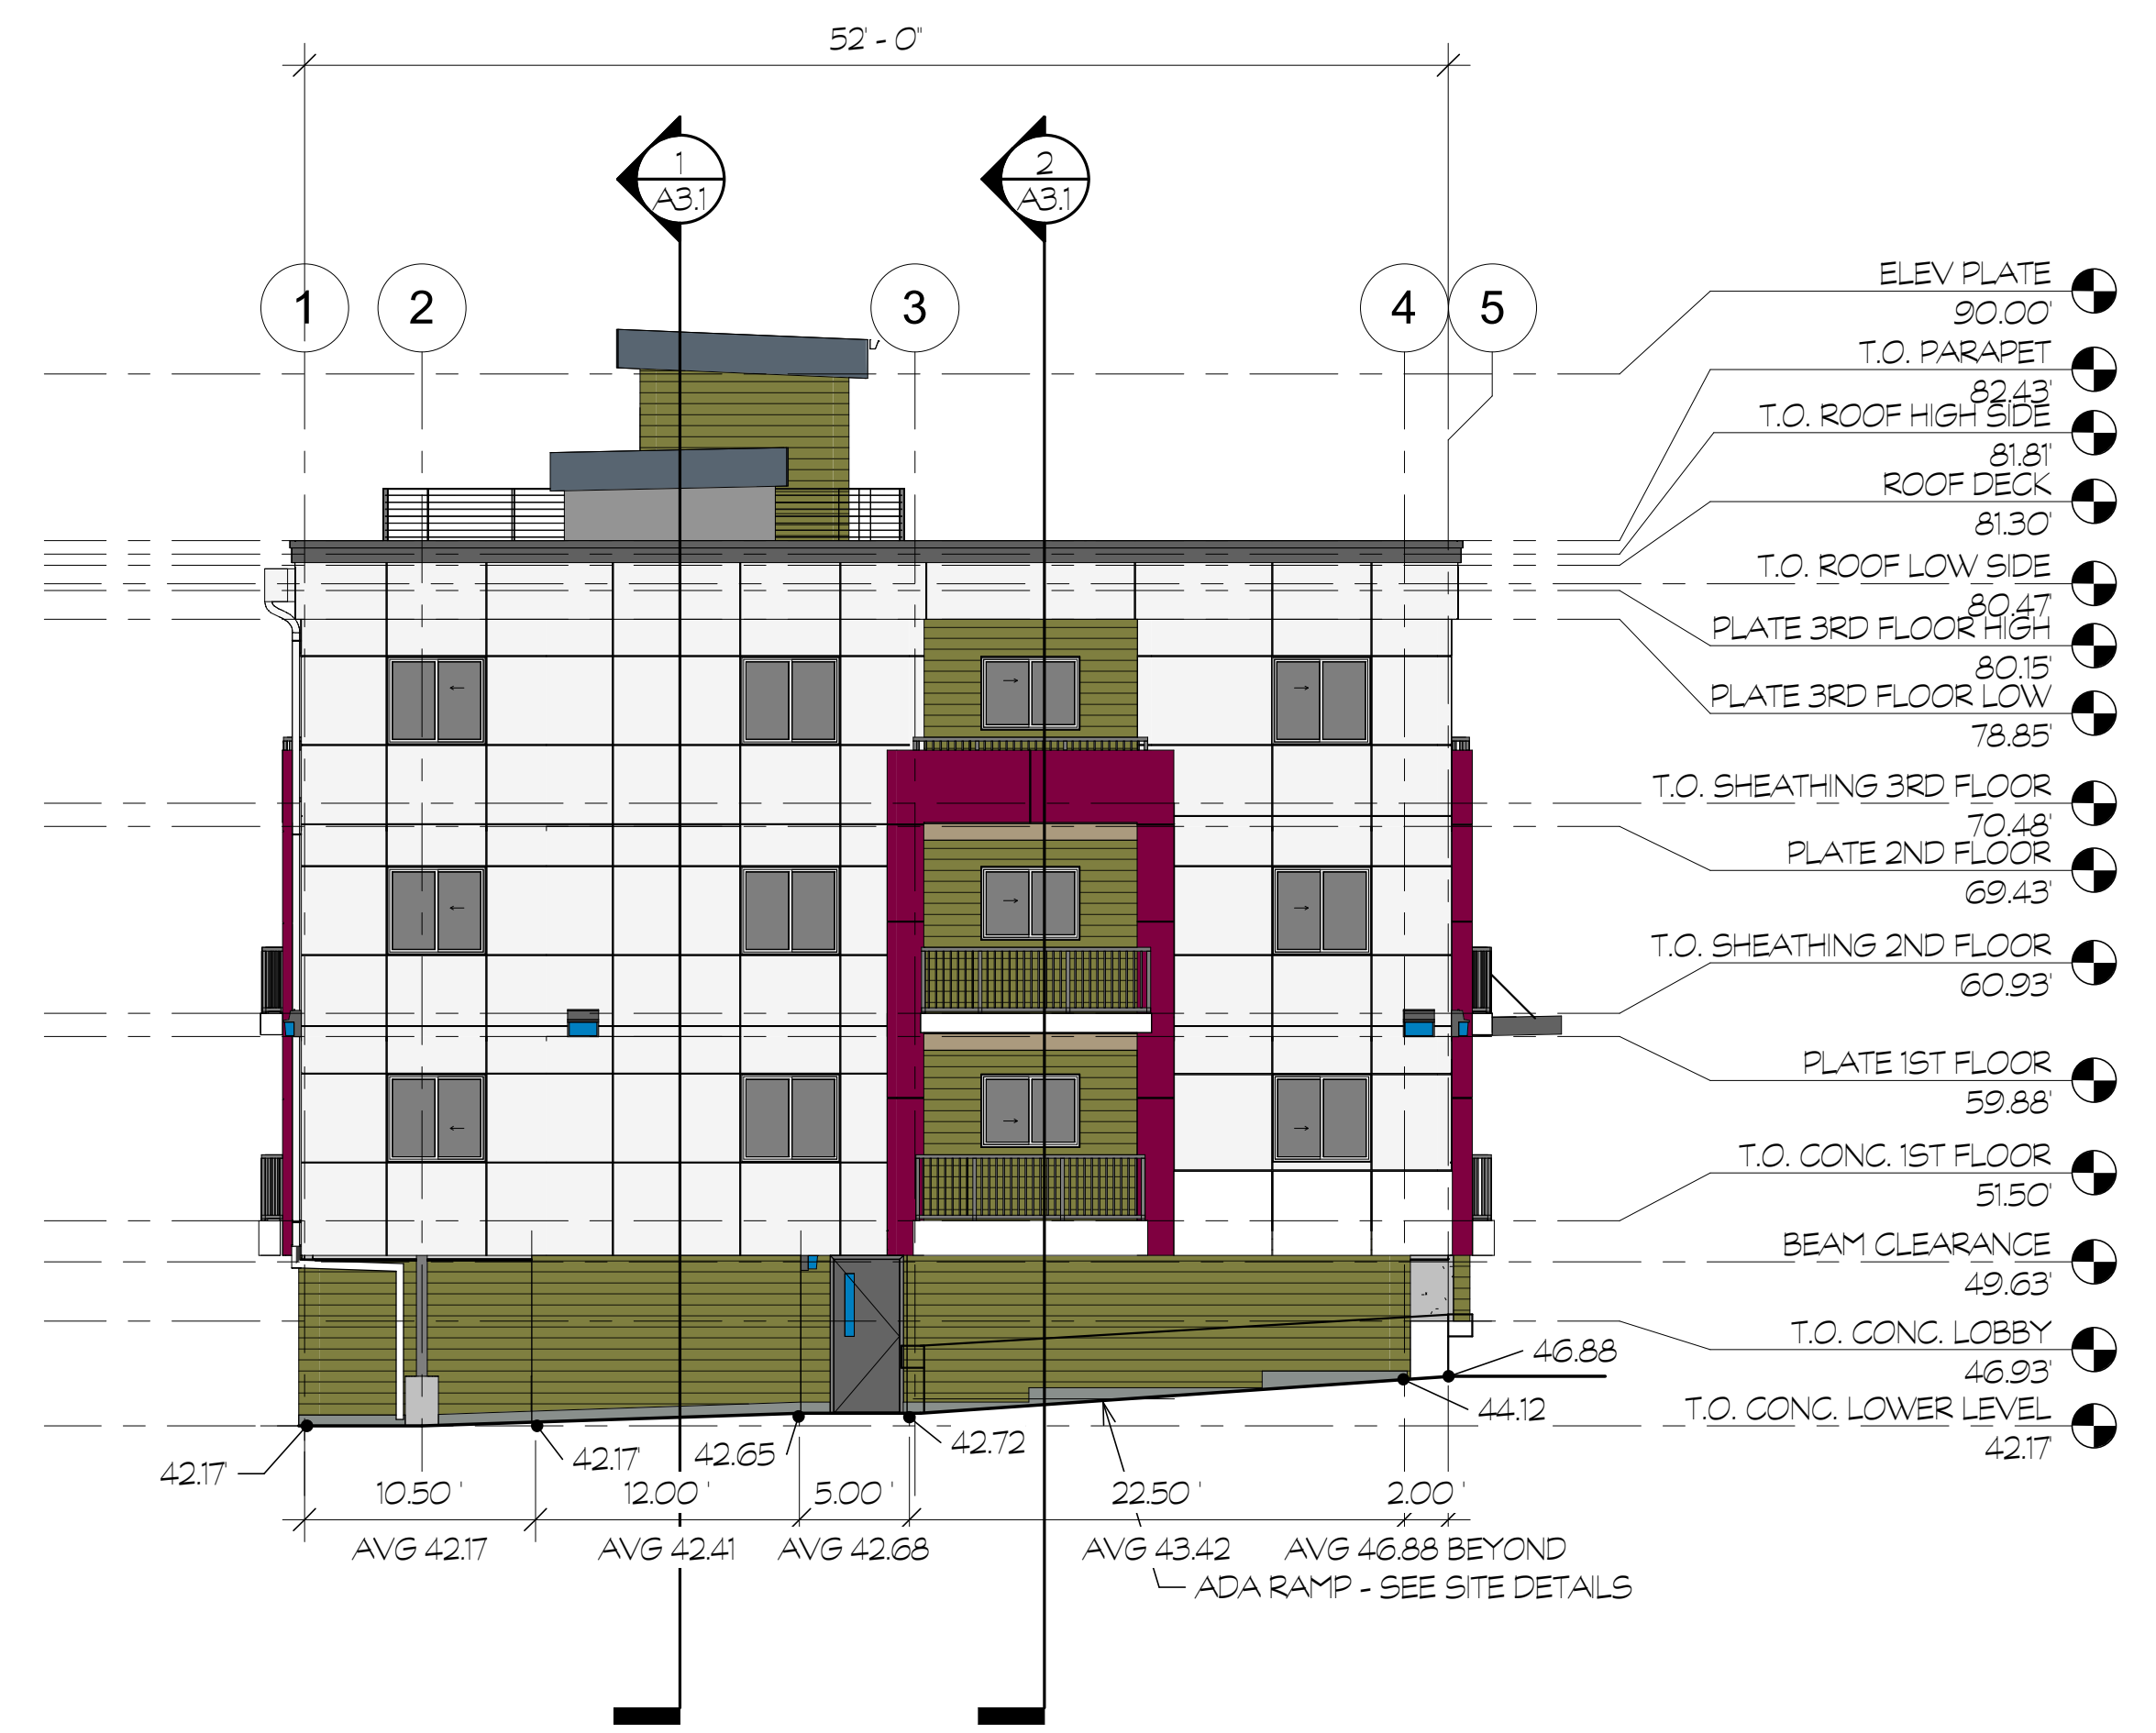 52' - 0"
1
A3.1
2
A3.1
1
2
3
4
5
ELEV PLATE
90.00'
T.O. PARAPET
82.43'
T.O. ROOF HIGH SIDE
81.81'
ROOF DECK
81.30'
T.O. ROOF LOW SIDE
80.47'
PLATE 3RD FLOOR HIGH
80.15'
PLATE 3RD FLOOR LOW
78.85'
T.O. SHEATHING 3RD FLOOR
70.48'
PLATE 2ND FLOOR
69.43'
T.O. SHEATHING 2ND FLOOR
60.93'
PLATE 1ST FLOOR
59.88'
T.O. CONC. 1ST FLOOR
51.50'
BEAM CLEARANCE
49.63'
T.O. CONC. LOBBY
46.93'
T.O. CONC. LOWER LEVEL
42.17'
46.88
44.12
42.72
42.65
42.17'
42.17'
10.50 '
12.00 '
5.00 '
22.50 '
2.00 '
AVG 42.17
AVG 42.41
AVG 42.68
AVG 43.42
AVG 46.88 BEYOND
ADA RAMP - SEE SITE DETAILS